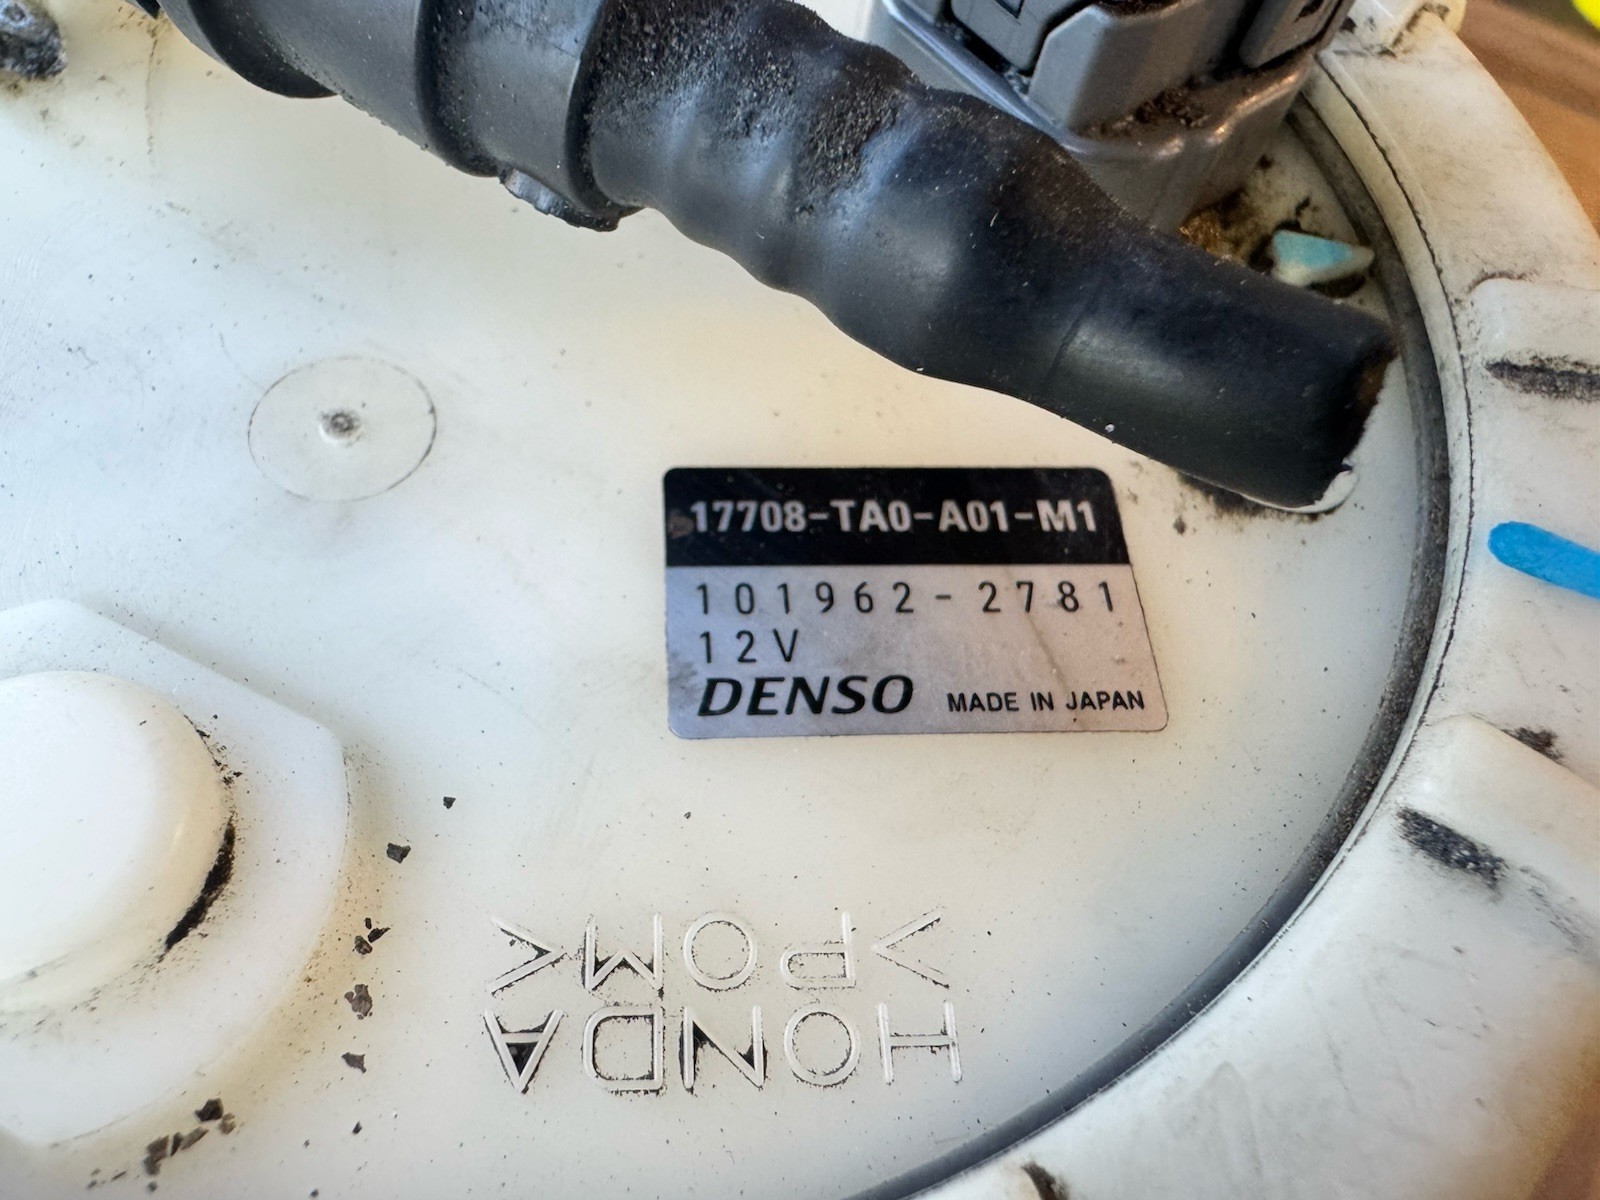 17708-TA0-A01-M1
101962-2781
12V
DENSO MADE IN JAPAN
HONDA
>POM<